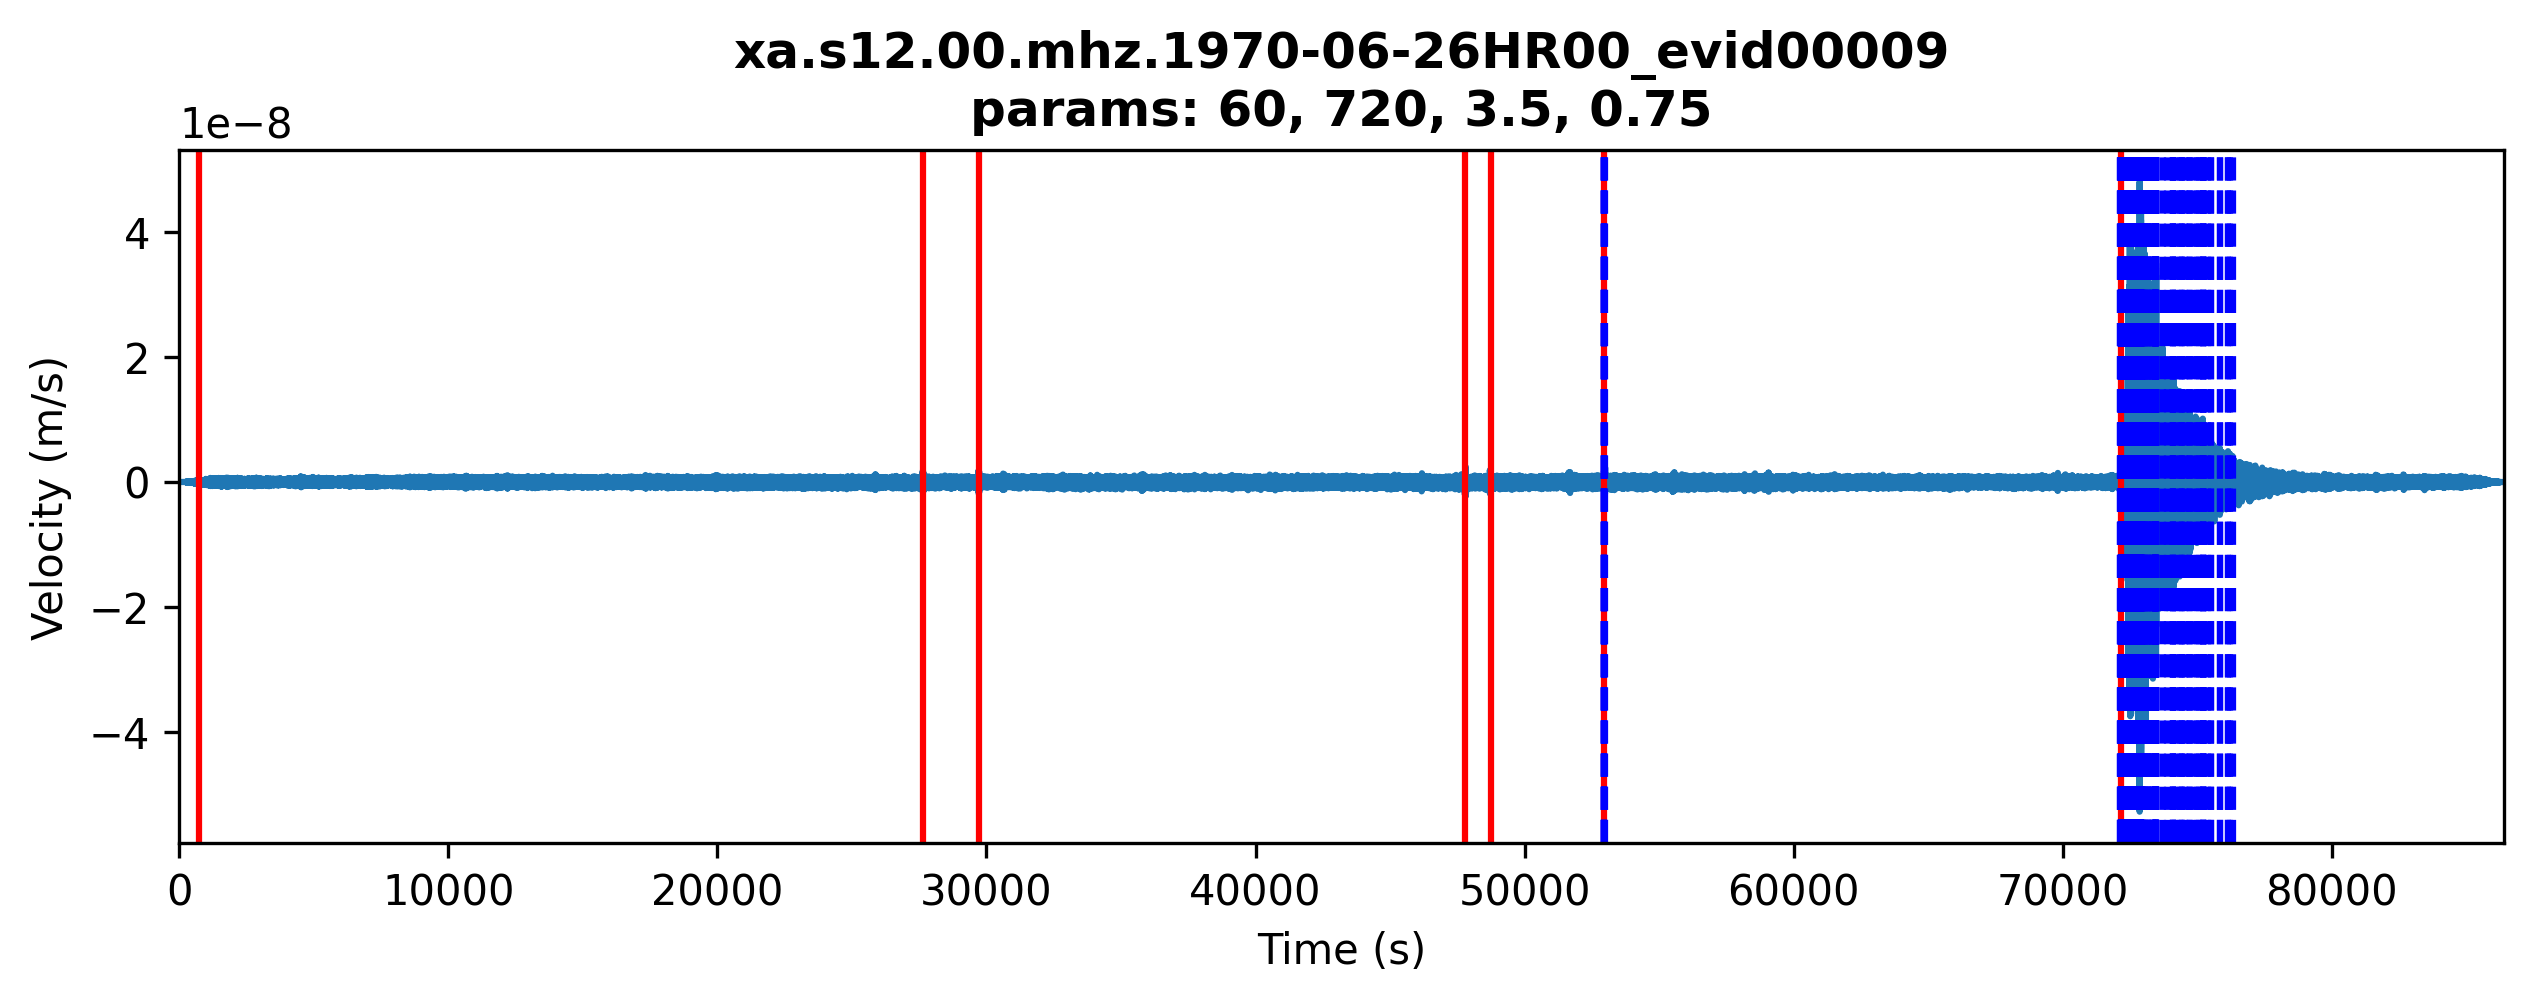 xa.s12.00.mhz.1970-06-26HR00_evid00009
params: 60, 720, 3.5, 0.75
1e−8
4
2
0
−2
−4
Velocity (m/s)
0 10000 20000 30000 40000 50000 60000 70000 80000
Time (s)